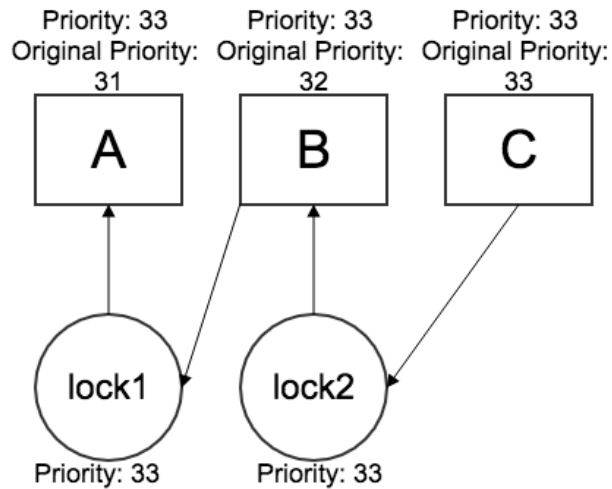 Priority: 33
Original Priority:
31
Priority: 33
Original Priority:
32
Priority: 33
Original Priority:
33
A
B
C
lock1
lock2
Priority: 33
Priority: 33